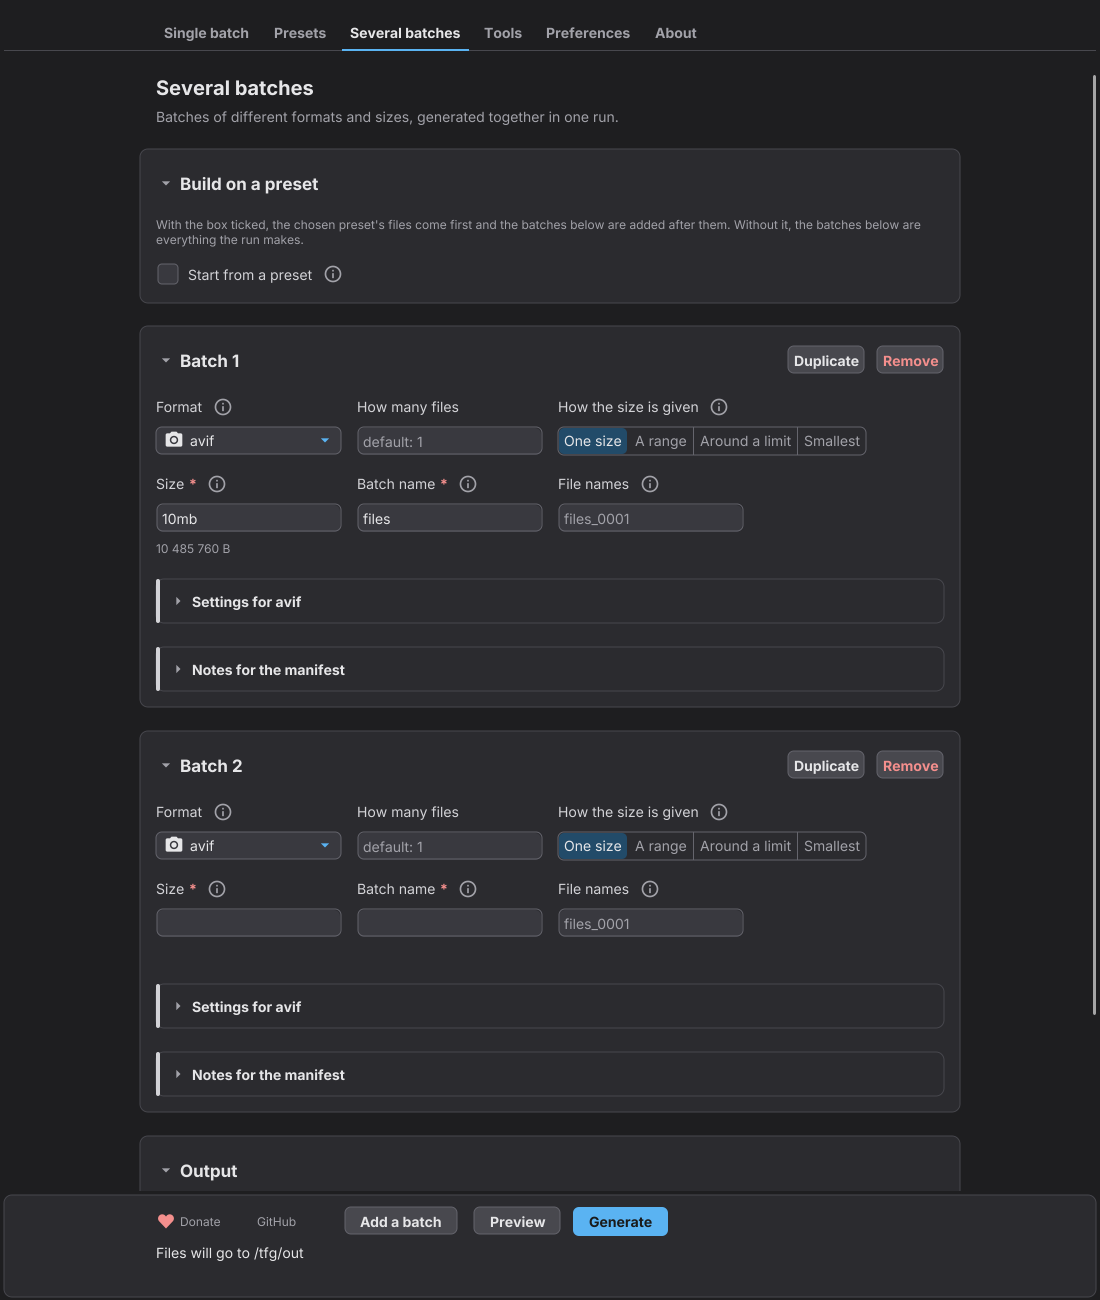 Single batch Presets Several batches Tools Preferences About
Several batches
Batches of different formats and sizes, generated together in one run.
Build on a preset
With the box ticked, the chosen preset's files come first and the batches below are added after them. Without it, the batches below are
everything the run makes.
Start from a preset
Batch 1 Duplicate Remove
Format How many files How the size is given
avif default: 1 One size A range Around a limit Smallest
Size * Batch name * File names
10mb files files_0001
10 485 760 B
Settings for avif
Notes for the manifest
Batch 2 Duplicate Remove
Format How many files How the size is given
avif default: 1 One size A range Around a limit Smallest
Size * Batch name * File names
files_0001
Settings for avif
Notes for the manifest
Output
Donate GitHub Add a batch Preview Generate
Files will go to /tfg/out